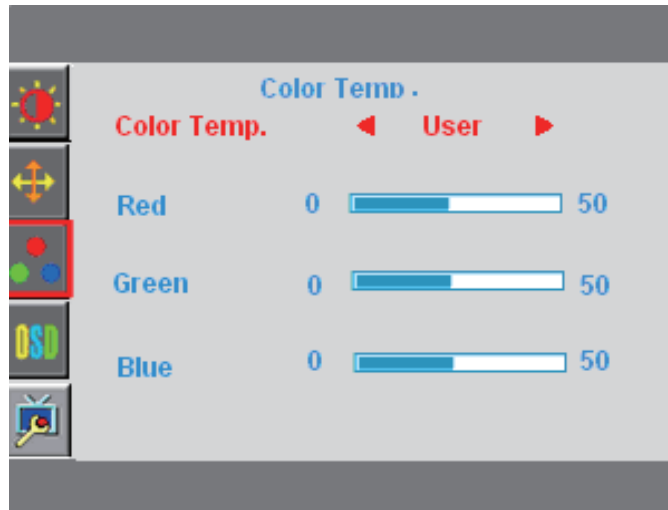 Color Temp .
Color Temp. User
Red 0 50
Green 0 50
OSD
Blue 0 50